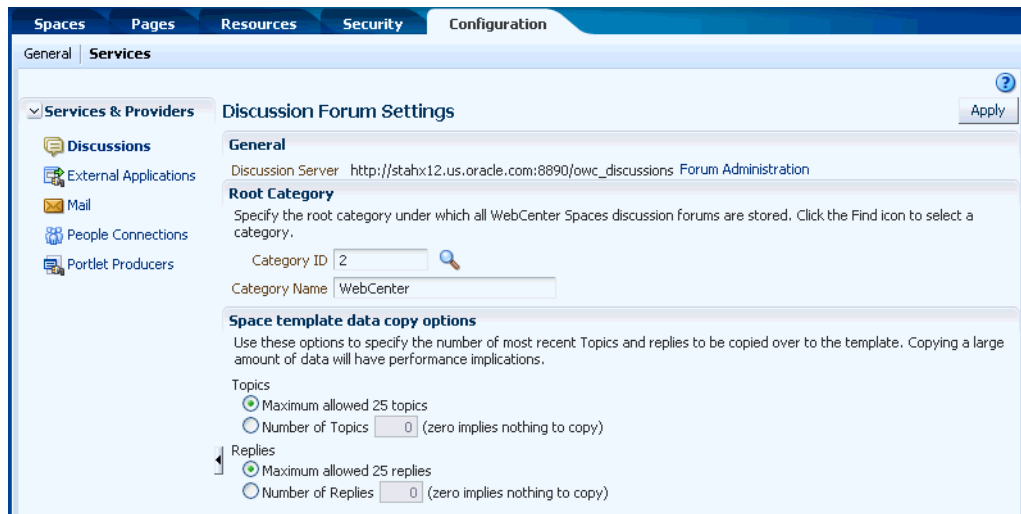 Spaces Pages Resources Security Configuration
General Services
?
Services & Providers
Discussions
External Applications
Mail
People Connections
Portlet Producers
Discussion Forum Settings
Apply
General
Discussion Server http://stahx12.us.oracle.com:8890/owc_discussions Forum Administration
Root Category
Specify the root category under which all WebCenter Spaces discussion forums are stored. Click the Find icon to select a
category.
Category ID 2
Category Name WebCenter
Space template data copy options
Use these options to specify the number of most recent Topics and replies to be copied over to the template. Copying a large
amount of data will have performance implications.
Topics
Maximum allowed 25 topics
Number of Topics 0 (zero implies nothing to copy)
Replies
Maximum allowed 25 replies
Number of Replies 0 (zero implies nothing to copy)